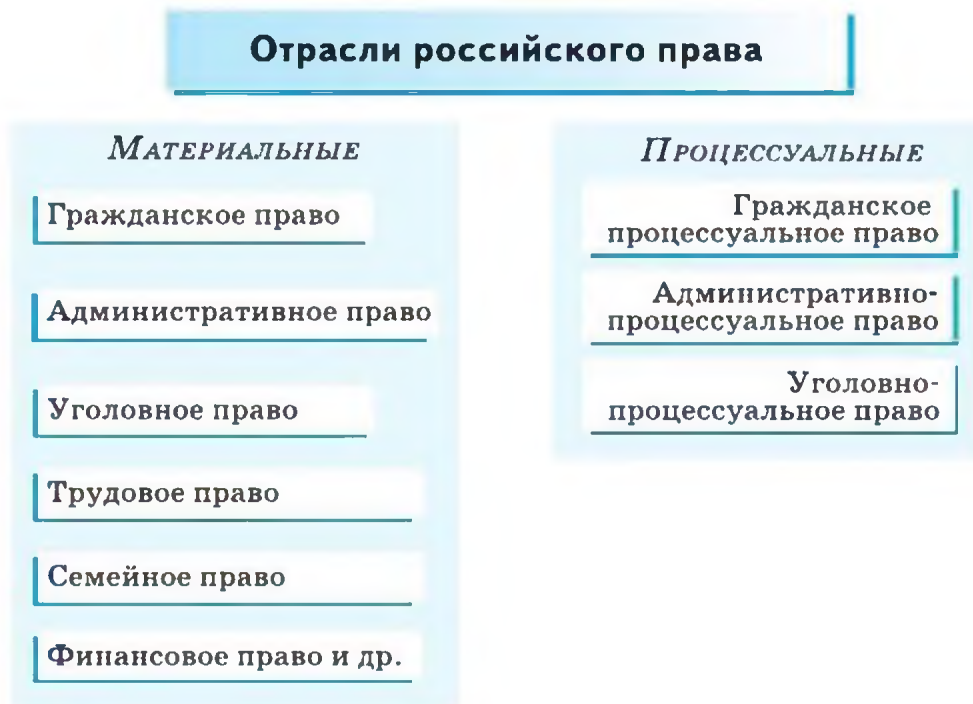 Отрасли российского права
МАТЕРИАЛЬНЫЕ
Гражданское право
Административное право
Уголовное право
Трудовое право
Семейное право
Финансовое право и др.
ПРОЦЕССУАЛЬНЫЕ
Гражданское
процессуальное право
Административно-
процессуальное право
Уголовно-
процессуальное право